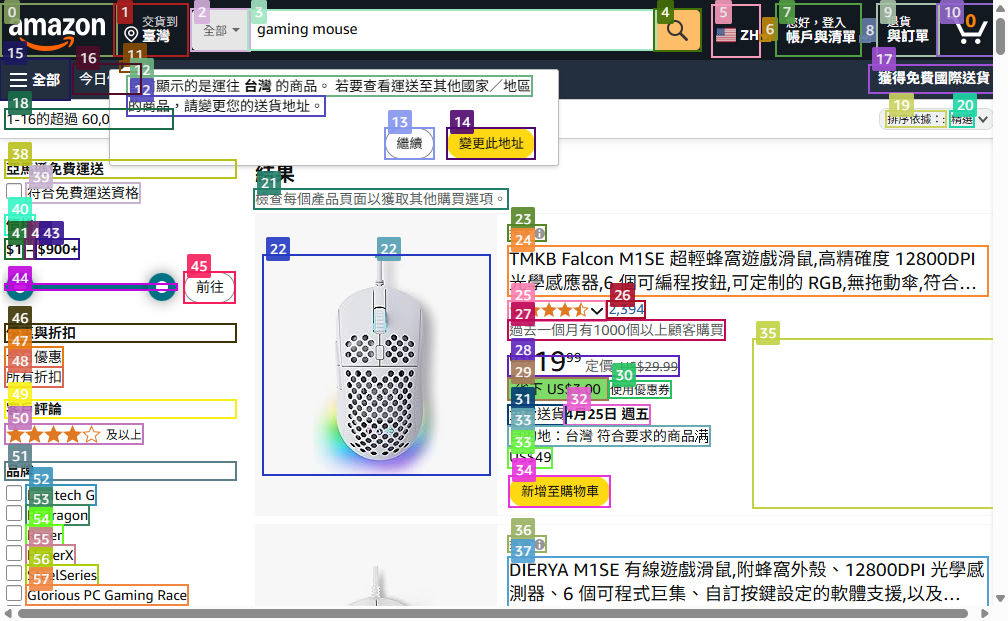 amazon
交貨到
臺灣
全部
gaming mouse
ZH
您好，登入
帳戶與清單
退貨
與訂單
0
全部
今日
獲得免費國際送貨
顯示的是運往 台灣 的商品。 若要查看運送至其他國家／地區
的商品，請變更您的送貨地址。
繼續
變更此地址
1-16的超過 60,0
排序依據：:
精選
結果
檢查每個產品頁面以獲取其他購買選項。
免費運送
符合免費運送資格
$1
–
$900+
前往
與折扣
優惠
所有折扣
評論
及以上
品牌
SteelSeries
Glorious PC Gaming Race
TMKB Falcon M1SE 超輕蜂窩遊戲滑鼠,高精確度 12800DPI
光學感應器,6 個可編程按鈕,可定制的 RGB,無拖動傘,符合...
2,394
過去一個月有1000個以上顧客購買
19.99
定價: US$29.99
US$7.00
使用優惠券
送貨4月25日 週五
地：台灣 符合要求的商品满
US$49
新增至購物車
DIERYA M1SE 有線遊戲滑鼠,附蜂窩外殼、12800DPI 光學感
測器、6 個可程式巨集、自訂按鍵設定的軟體支援,以及...
0
1
2
3
4
5
6
7
8
9
10
11
12
12
13
14
15
16
17
18
19
20
21
22
22
23
24
25
26
27
28
29
30
31
32
33
33
34
35
36
37
38
39
40
41
43
44
45
46
47
48
49
50
51
52
53
54
55
56
57